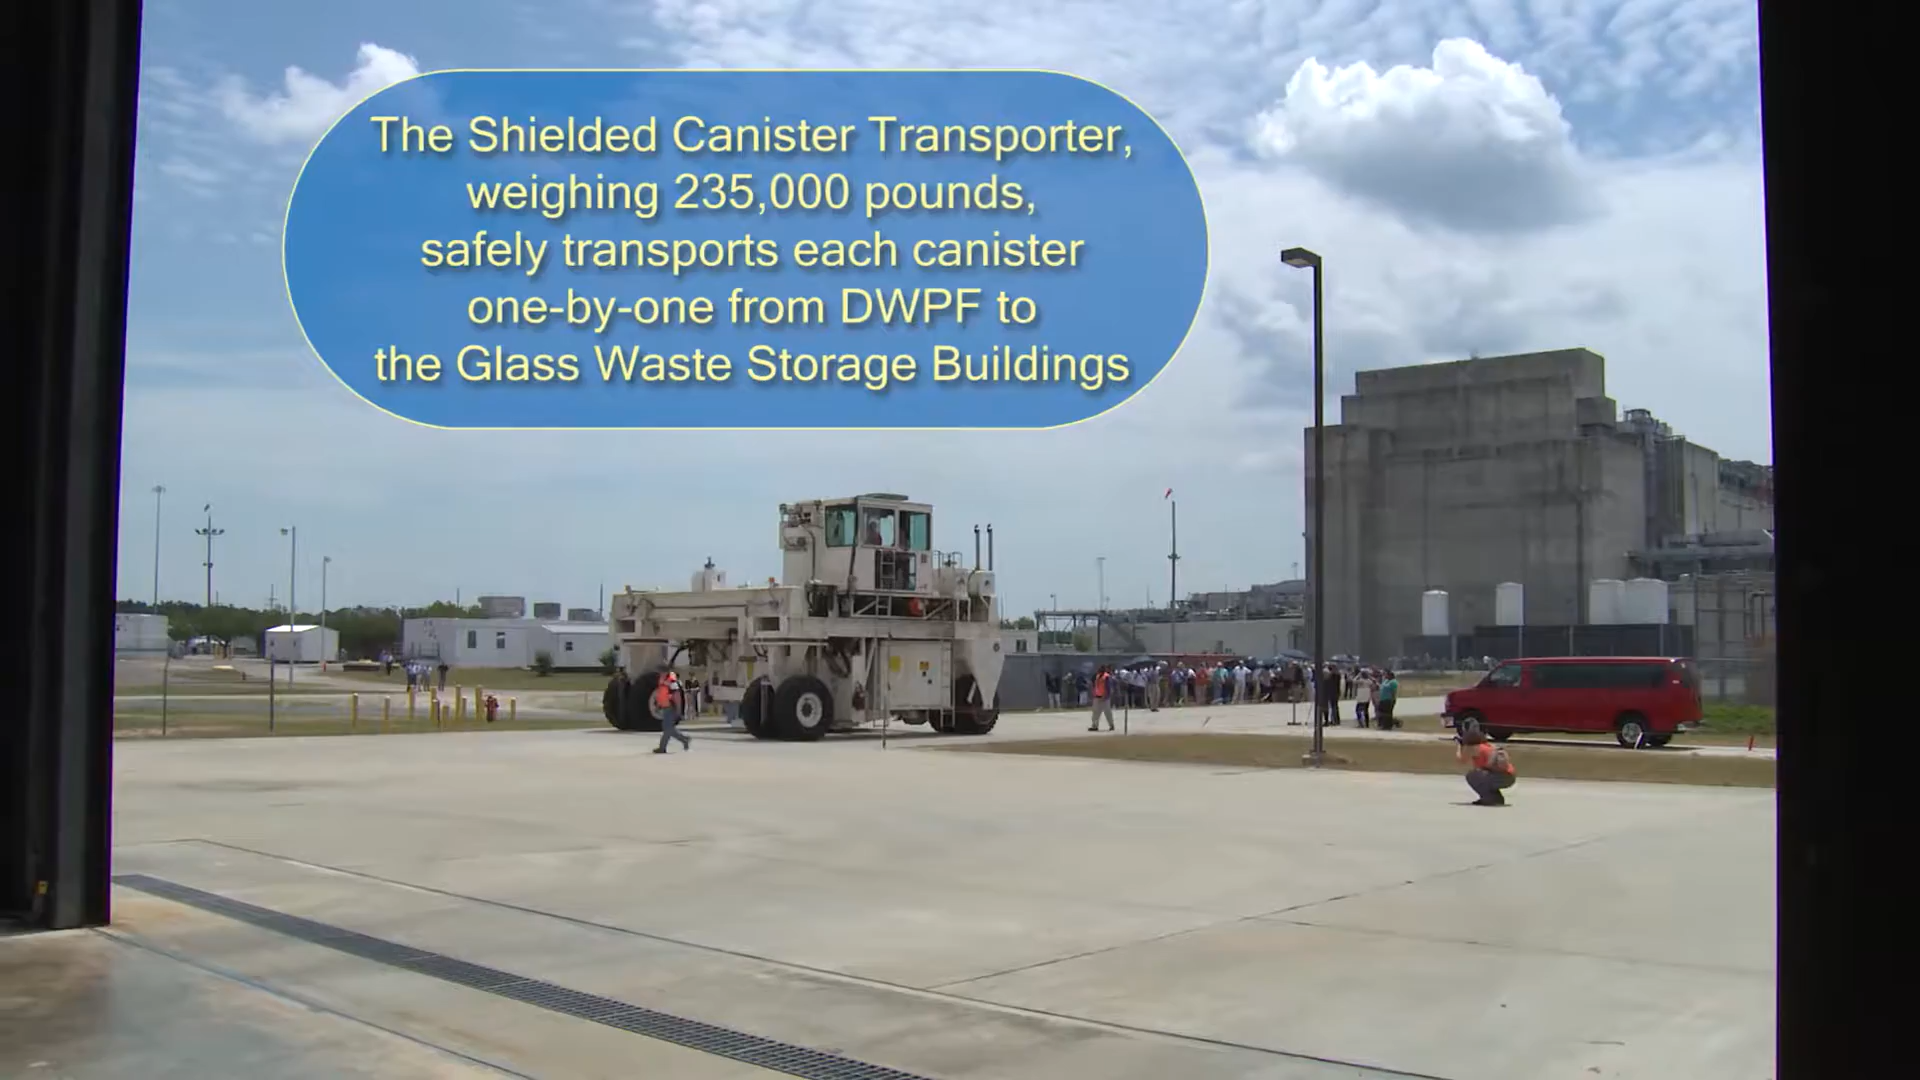 The Shielded Canister Transporter,
weighing 235,000 pounds,
safely transports each canister
one-by-one from DWPF to
the Glass Waste Storage Buildings